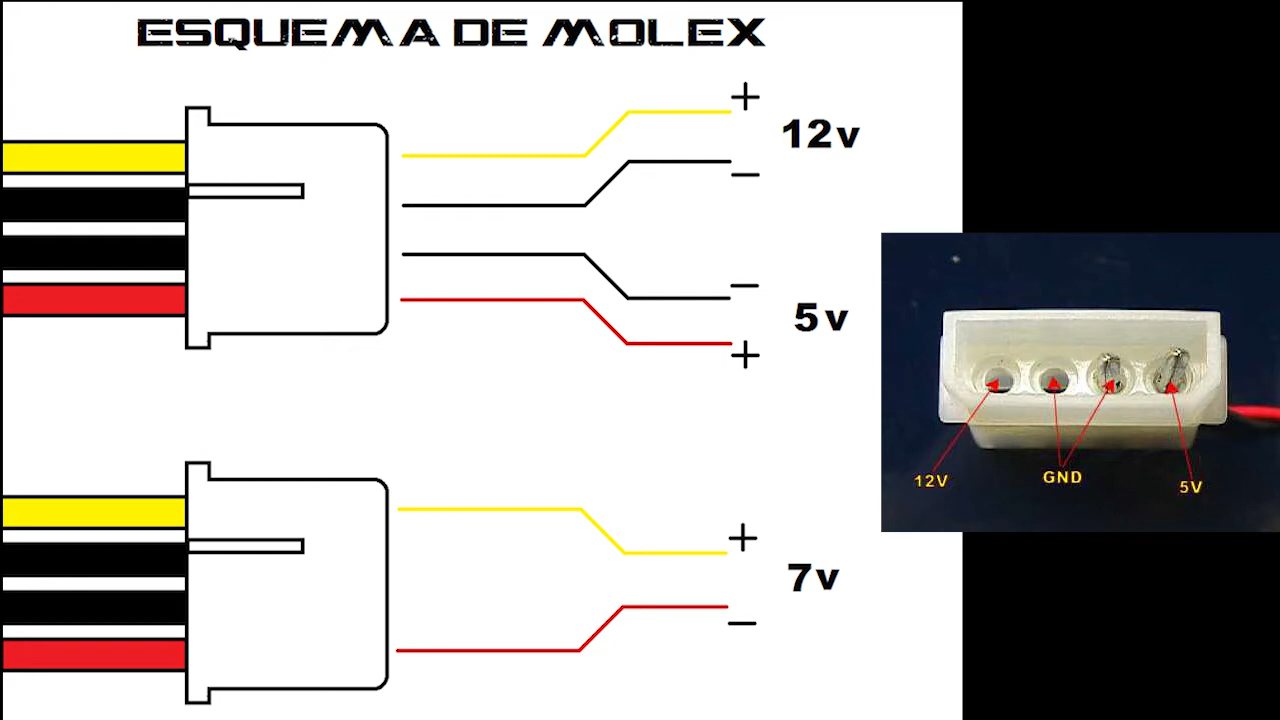 ESQUEMA DE MOLEX
+
12v
−
−
5v
+
12V
GND
5V
+
7v
−